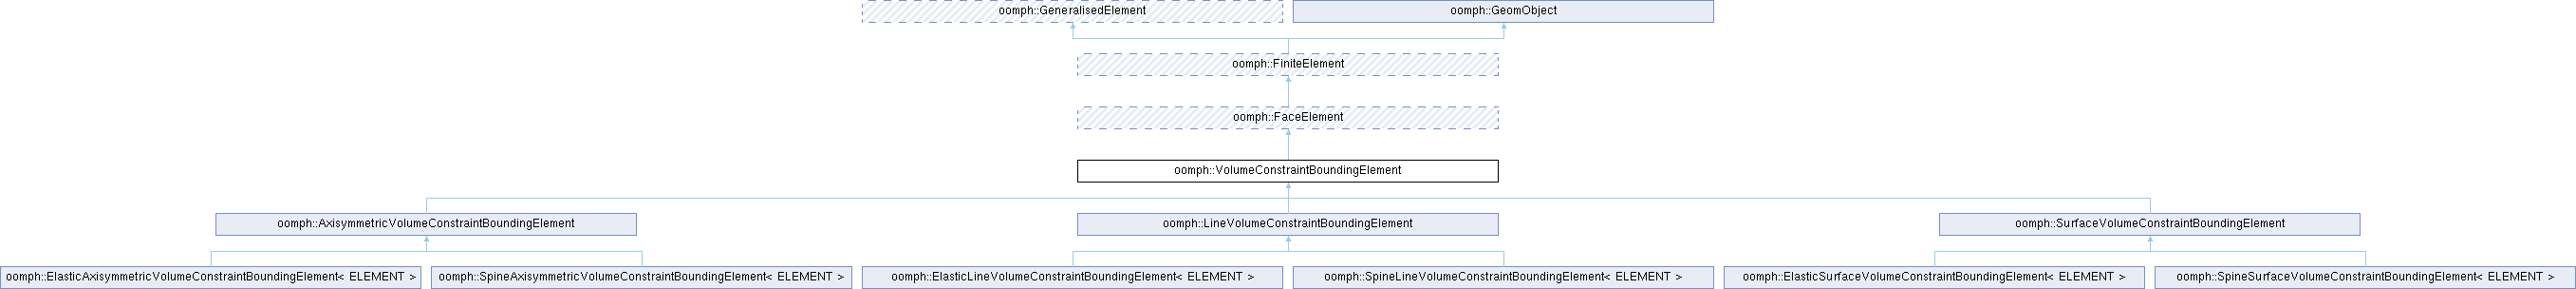 oomph::GeneralisedElement
oomph::GeomObject
oomph::FiniteElement
oomph::FaceElement
oomph::VolumeConstraintBoundingElement
oomph::AxisymmetricVolumeConstraintBoundingElement
oomph::LineVolumeConstraintBoundingElement
oomph::SurfaceVolumeConstraintBoundingElement
oomph::ElasticAxisymmetricVolumeConstraintBoundingElement< ELEMENT >
oomph::SpineAxisymmetricVolumeConstraintBoundingElement< ELEMENT >
oomph::ElasticLineVolumeConstraintBoundingElement< ELEMENT >
oomph::SpineLineVolumeConstraintBoundingElement< ELEMENT >
oomph::ElasticSurfaceVolumeConstraintBoundingElement< ELEMENT >
oomph::SpineSurfaceVolumeConstraintBoundingElement< ELEMENT >